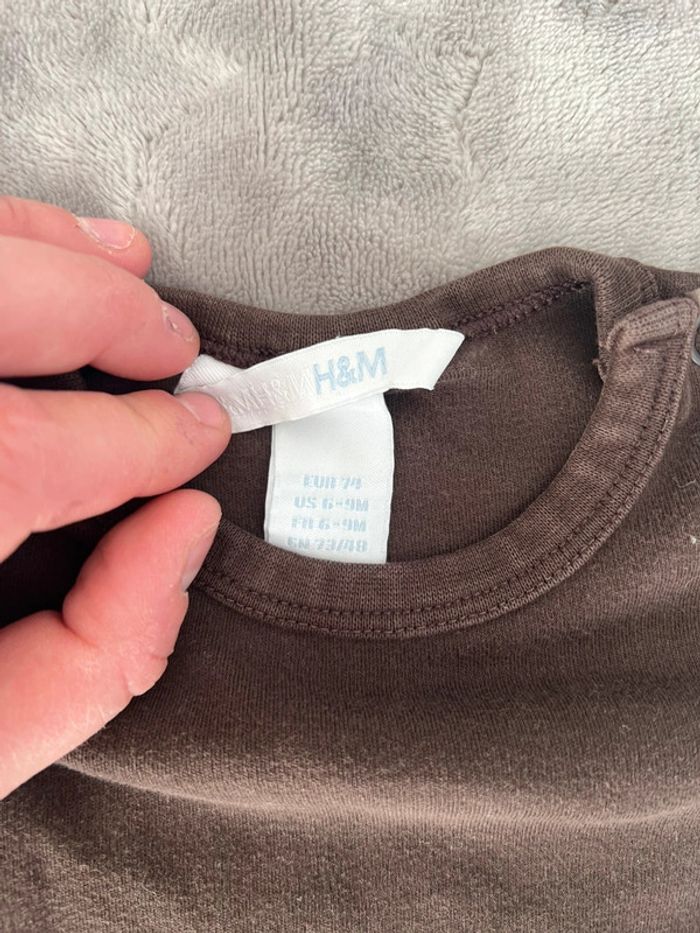 H&M H&M
EUR 74
US 6-9M
FR 6-9M
CN 73/48